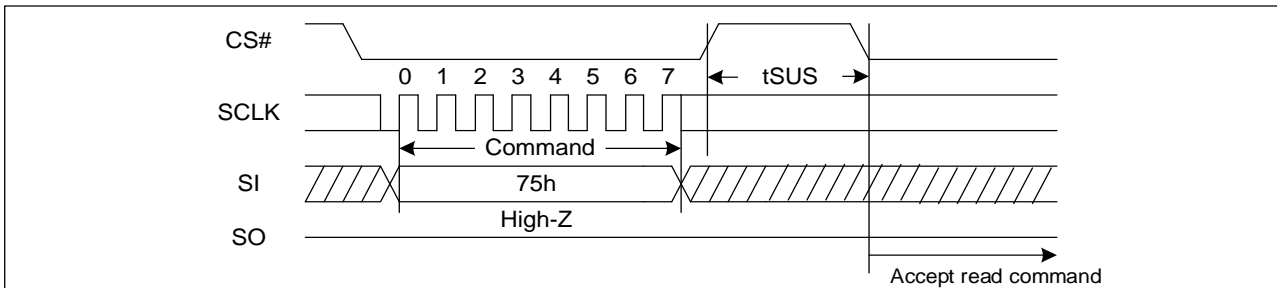 CS#
tSUS
0 1 2 3 4 5 6 7
SCLK
Command
SI
75h
High-Z
SO
Accept read command